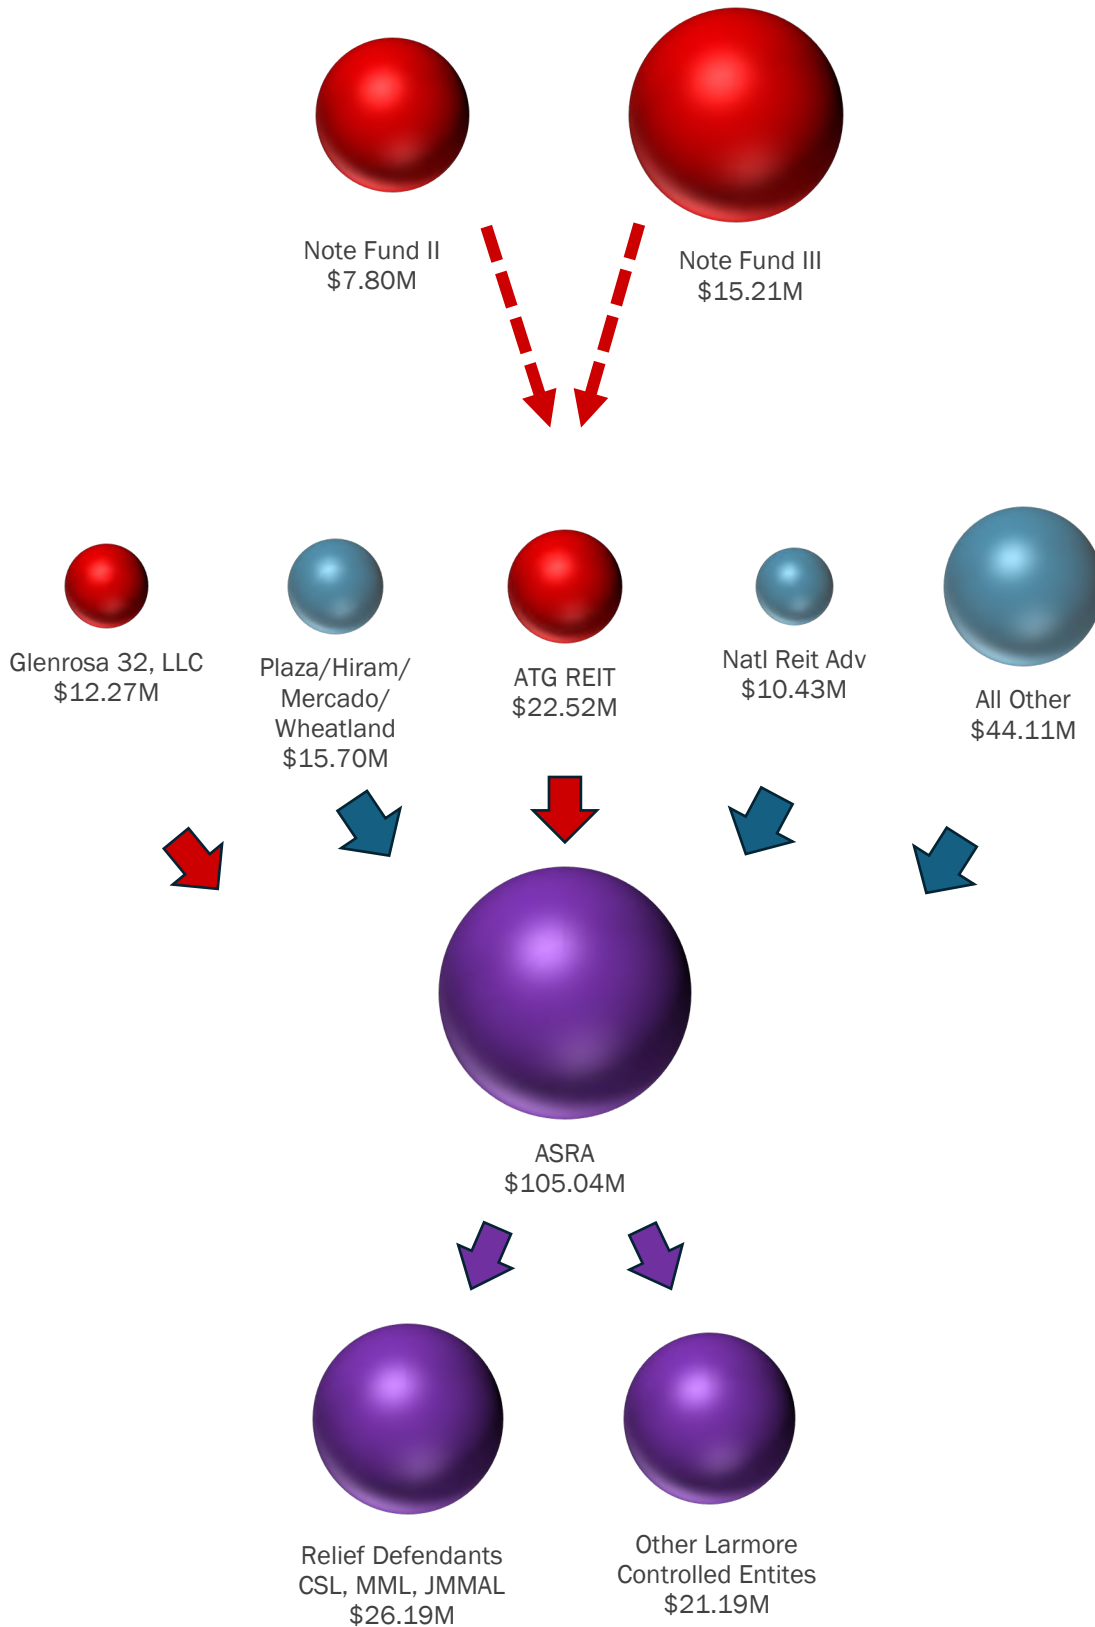 Note Fund II
$7.80M
Note Fund III
$15.21M
Glenrosa 32, LLC
$12.27M
Plaza/Hiram/
Mercado/
Wheatland
$15.70M
ATG REIT
$22.52M
Natl Reit Adv
$10.43M
All Other
$44.11M
ASRA
$105.04M
Relief Defendants
CSL, MML, JMMAL
$26.19M
Other Larmore
Controlled Entites
$21.19M